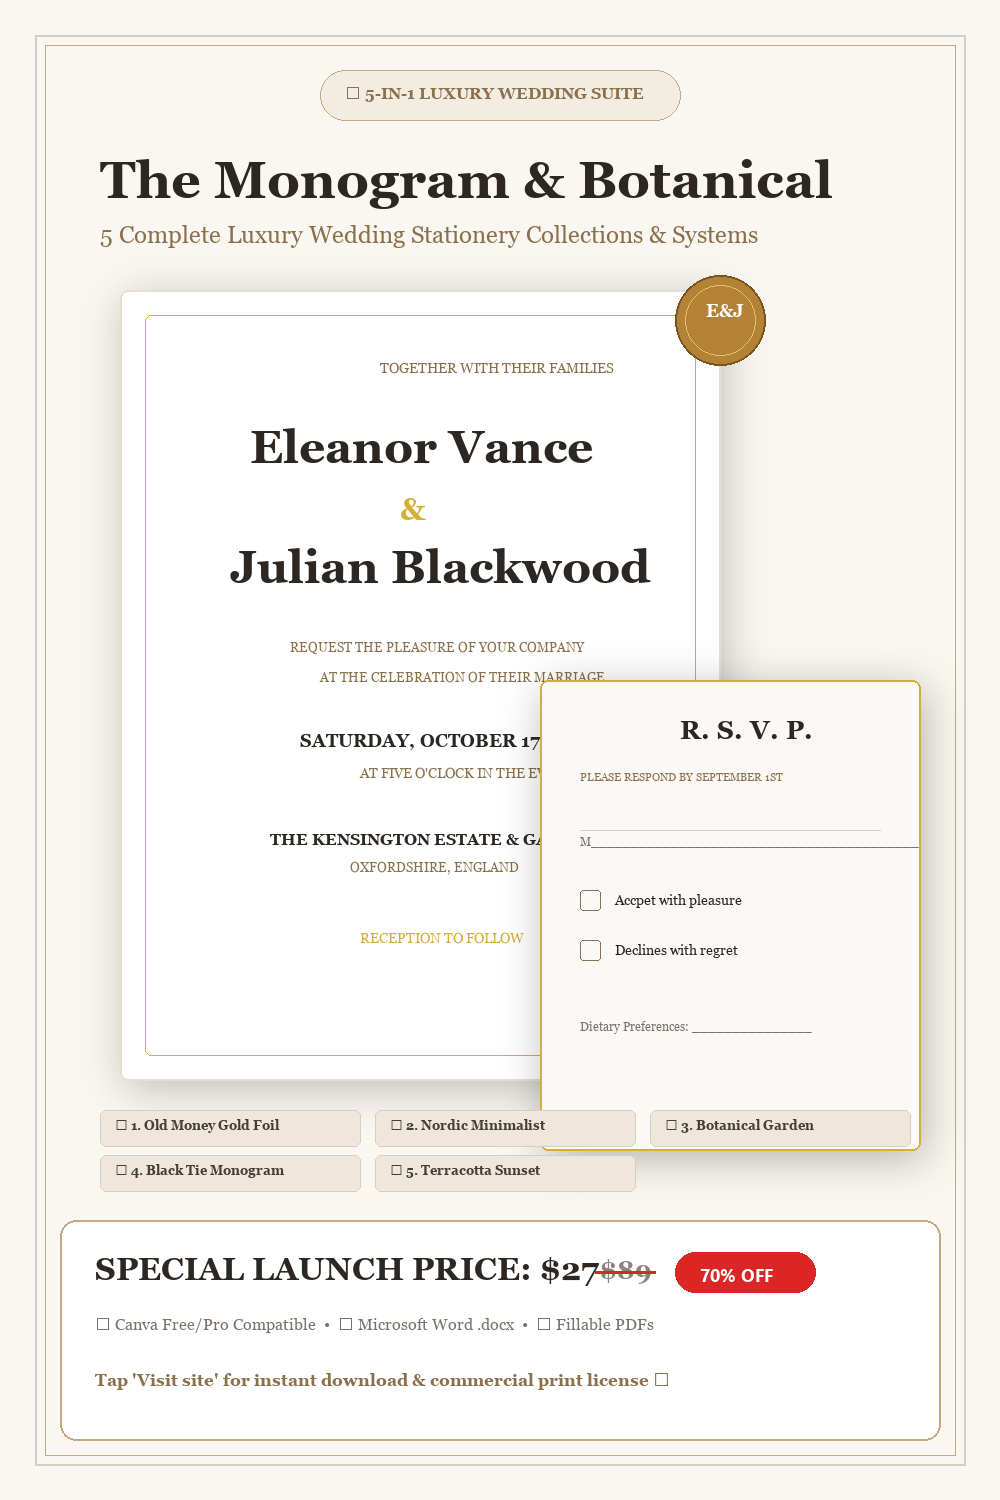 ☐ 5-IN-1 LUXURY WEDDING SUITE
The Monogram & Botanical
5 Complete Luxury Wedding Stationery Collections & Systems
E&J
TOGETHER WITH THEIR FAMILIES
Eleanor Vance
&
Julian Blackwood
REQUEST THE PLEASURE OF YOUR COMPANY
AT THE CELEBRATION OF THEIR MARRIAGE
SATURDAY, OCTOBER 17
AT FIVE O'CLOCK IN THE
THE KENSINGTON ESTATE &
OXFORDSHIRE, ENGLAND
RECEPTION TO FOLLOW
R. S. V. P.
PLEASE RESPOND BY SEPTEMBER 1ST
M_________________________________________
☐ Accpet with pleasure
☐ Declines with regret
Dietary Preferences: _______________
☐ 1. Old Money Gold Foil
☐ 2. Nordic Minimalist
☐ 3. Botanical Garden
☐ 4. Black Tie Monogram
☐ 5. Terracotta Sunset
SPECIAL LAUNCH PRICE: $27 $89 70% OFF
☐ Canva Free/Pro Compatible • ☐ Microsoft Word .docx • ☐ Fillable PDFs
Tap 'Visit site' for instant download & commercial print license ☐